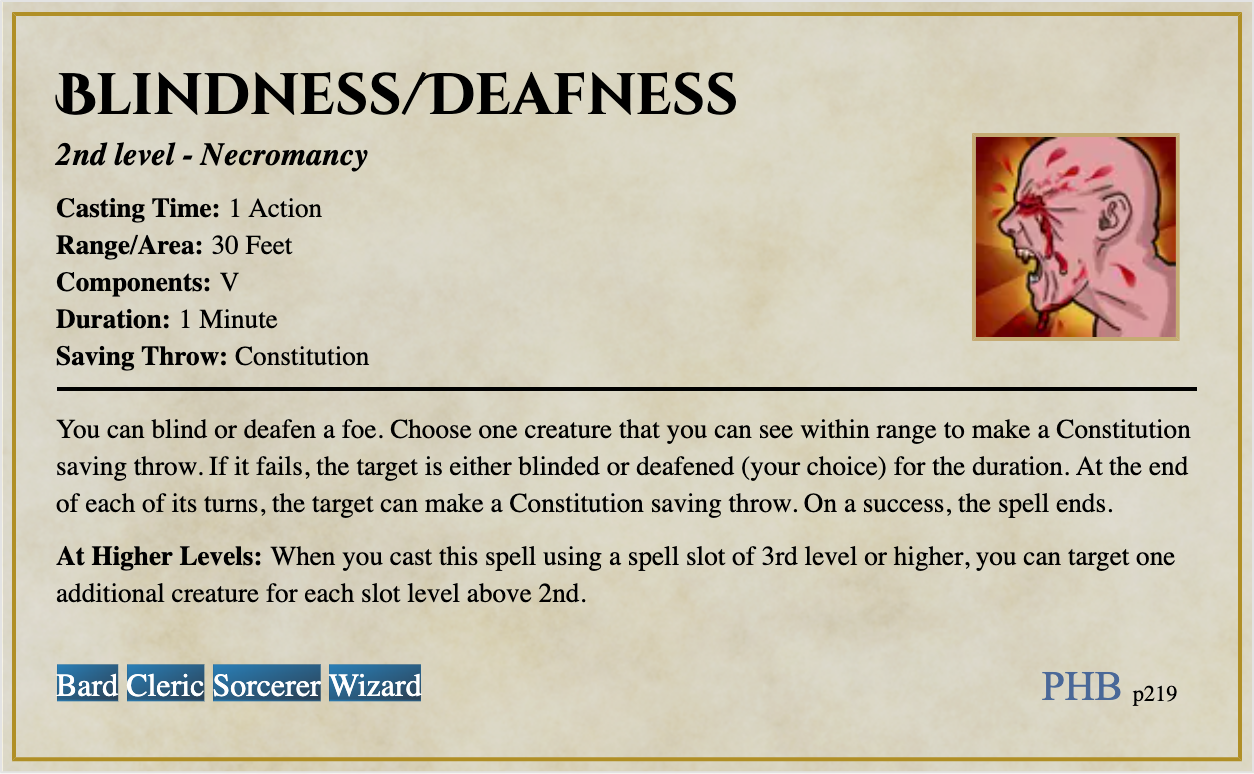 Blindness/Deafness
2nd level - Necromancy
Casting Time: 1 Action
Range/Area: 30 Feet
Components: V
Duration: 1 Minute
Saving Throw: Constitution
You can blind or deafen a foe. Choose one creature that you can see within range to make a Constitution
saving throw. If it fails, the target is either blinded or deafened (your choice) for the duration. At the end
of each of its turns, the target can make a Constitution saving throw. On a success, the spell ends.
At Higher Levels: When you cast this spell using a spell slot of 3rd level or higher, you can target one
additional creature for each slot level above 2nd.
Bard Cleric Sorcerer Wizard
PHB p219